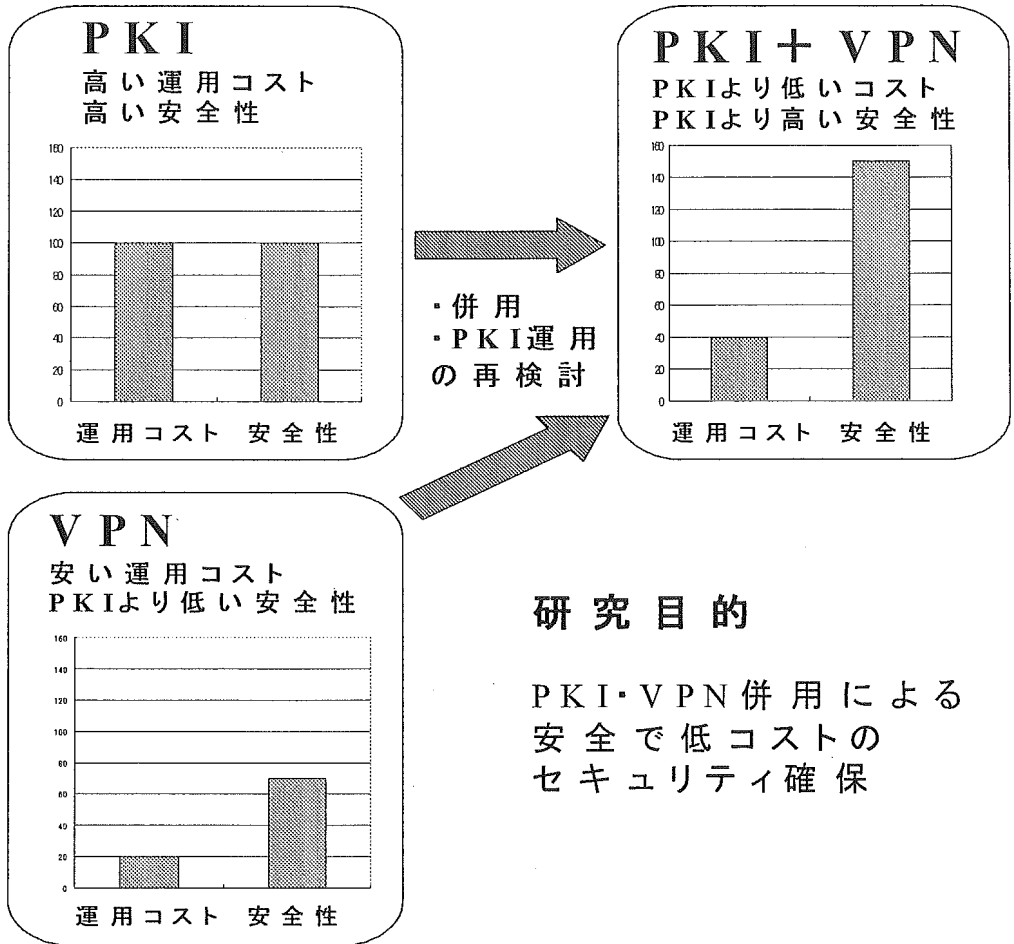 PKI
高い運用コスト
高い安全性
160
140
120
100
80
60
40
20
0
運用コスト 安全性
・併用
・PKI運用
の再検討
PKI+VPN
PKIより低いコスト
PKIより高い安全性
160
140
120
100
80
60
40
20
0
運用コスト 安全性
VPN
安い運用コスト
PKIより低い安全性
160
140
120
100
80
60
40
20
0
運用コスト 安全性
研究目的
PKI・VPN併用による
安全で低コストの
セキュリティ確保